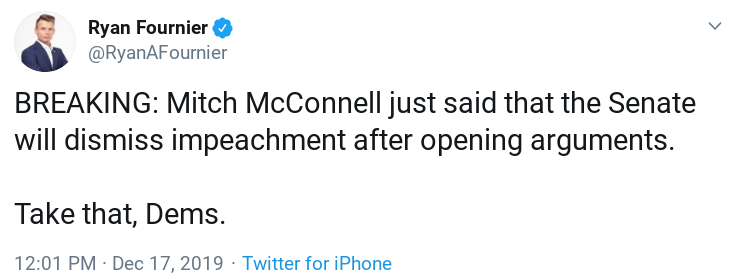 Ryan Fournier
@RyanAFournier
BREAKING: Mitch McConnell just said that the Senate
will dismiss impeachment after opening arguments.
Take that, Dems.
12:01 PM · Dec 17, 2019 · Twitter for iPhone